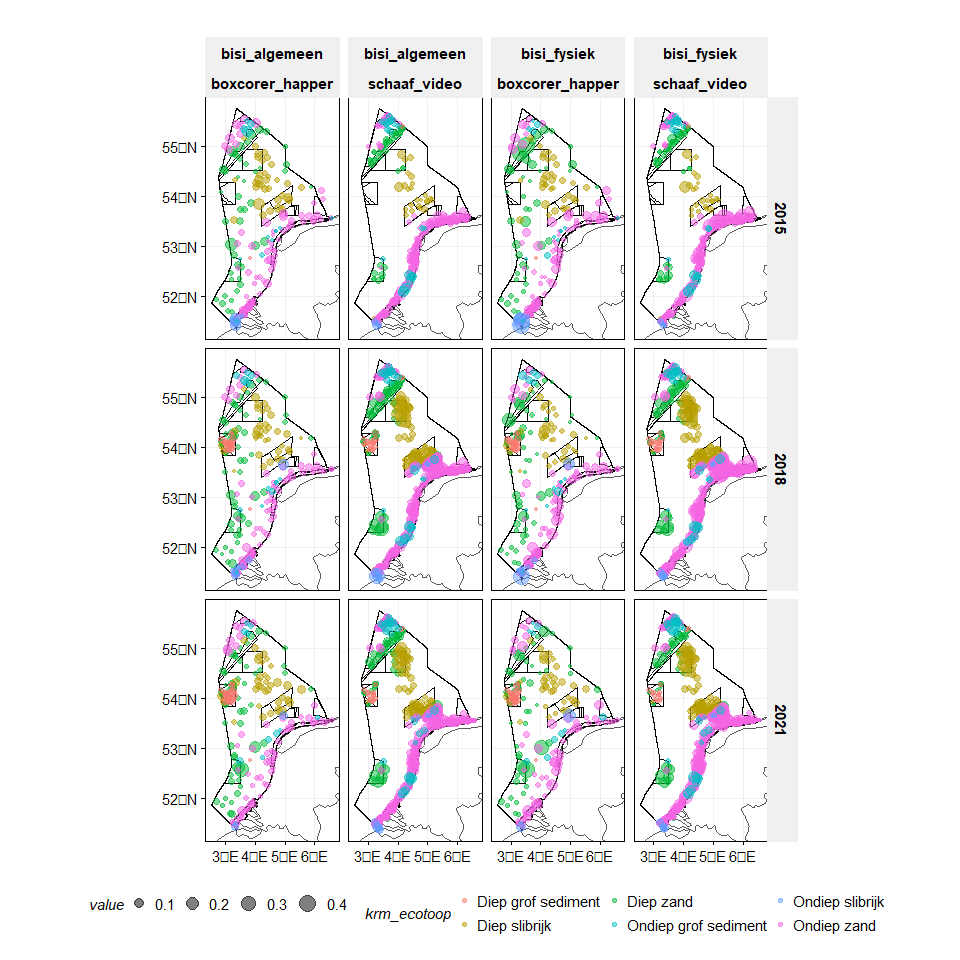 bisi_algemeen bisi_algemeen bisi_fysiek bisi_fysiek
boxcorer_happer schaaf_video boxcorer_happer schaaf_video
55□N
54□N
53□N
52□N
2015
55□N
54□N
53□N
52□N
2018
55□N
54□N
53□N
52□N
2021
3□E 4□E 5□E 6□E 3□E 4□E 5□E 6□E 3□E 4□E 5□E 6□E 3□E 4□E 5□E 6□E
value 0.1 0.2 0.3 0.4
krm_ecotoop
Diep grof sediment Diep zand Ondiep slibrijk
Diep slibrijk Ondiep grof sediment Ondiep zand